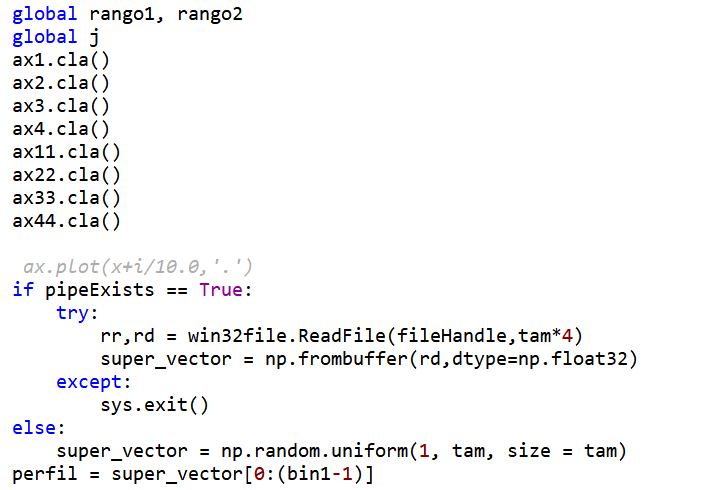 global rango1, rango2
global j
ax1.cla()
ax2.cla()
ax3.cla()
ax4.cla()
ax11.cla()
ax22.cla()
ax33.cla()
ax44.cla()
ax.plot(x+i/10.0,'.')
if pipeExists == True:
    try:
        rr,rd = win32file.ReadFile(fileHandle,tam*4)
        super_vector = np.frombuffer(rd,dtype=np.float32)
    except:
        sys.exit()
else:
    super_vector = np.random.uniform(1, tam, size = tam)
perfil = super_vector[0:(bin1-1)]